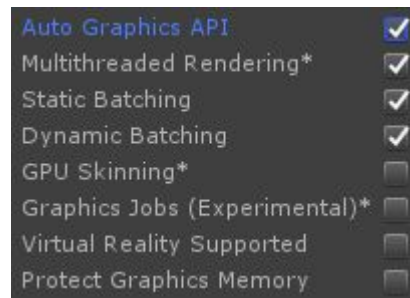 Auto Graphics API
Multithreaded Rendering*
Static Batching
Dynamic Batching
GPU Skinning*
Graphics Jobs (Experimental)*
Virtual Reality Supported
Protect Graphics Memory